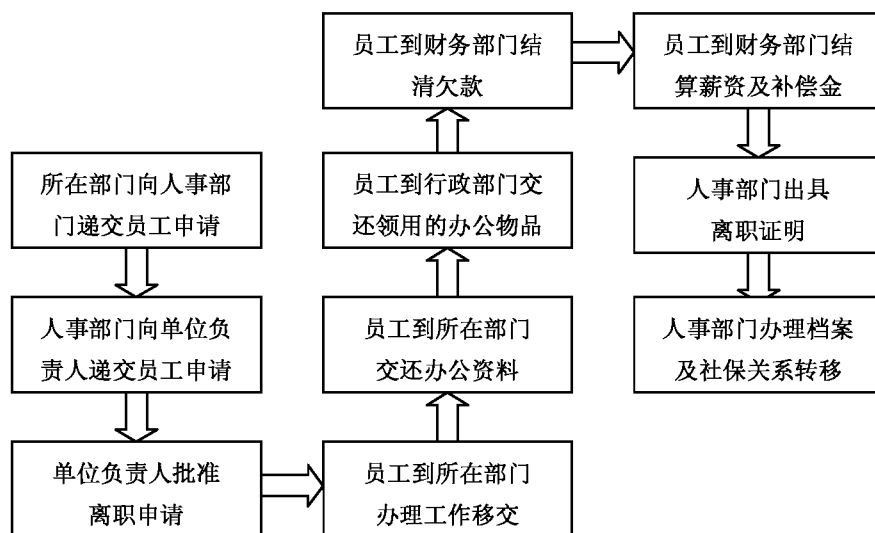 所在部门向人事部
门递交员工申请
人事部门向单位负
责人递交员工申请
单位负责人批准
离职申请
员工到所在部门
办理工作移交
员工到所在部门
交还办公资料
员工到行政部门交
还领用的办公物品
员工到财务部门结
清欠款
员工到财务部门结
算薪资及补偿金
人事部门出具
离职证明
人事部门办理档案
及社保关系转移